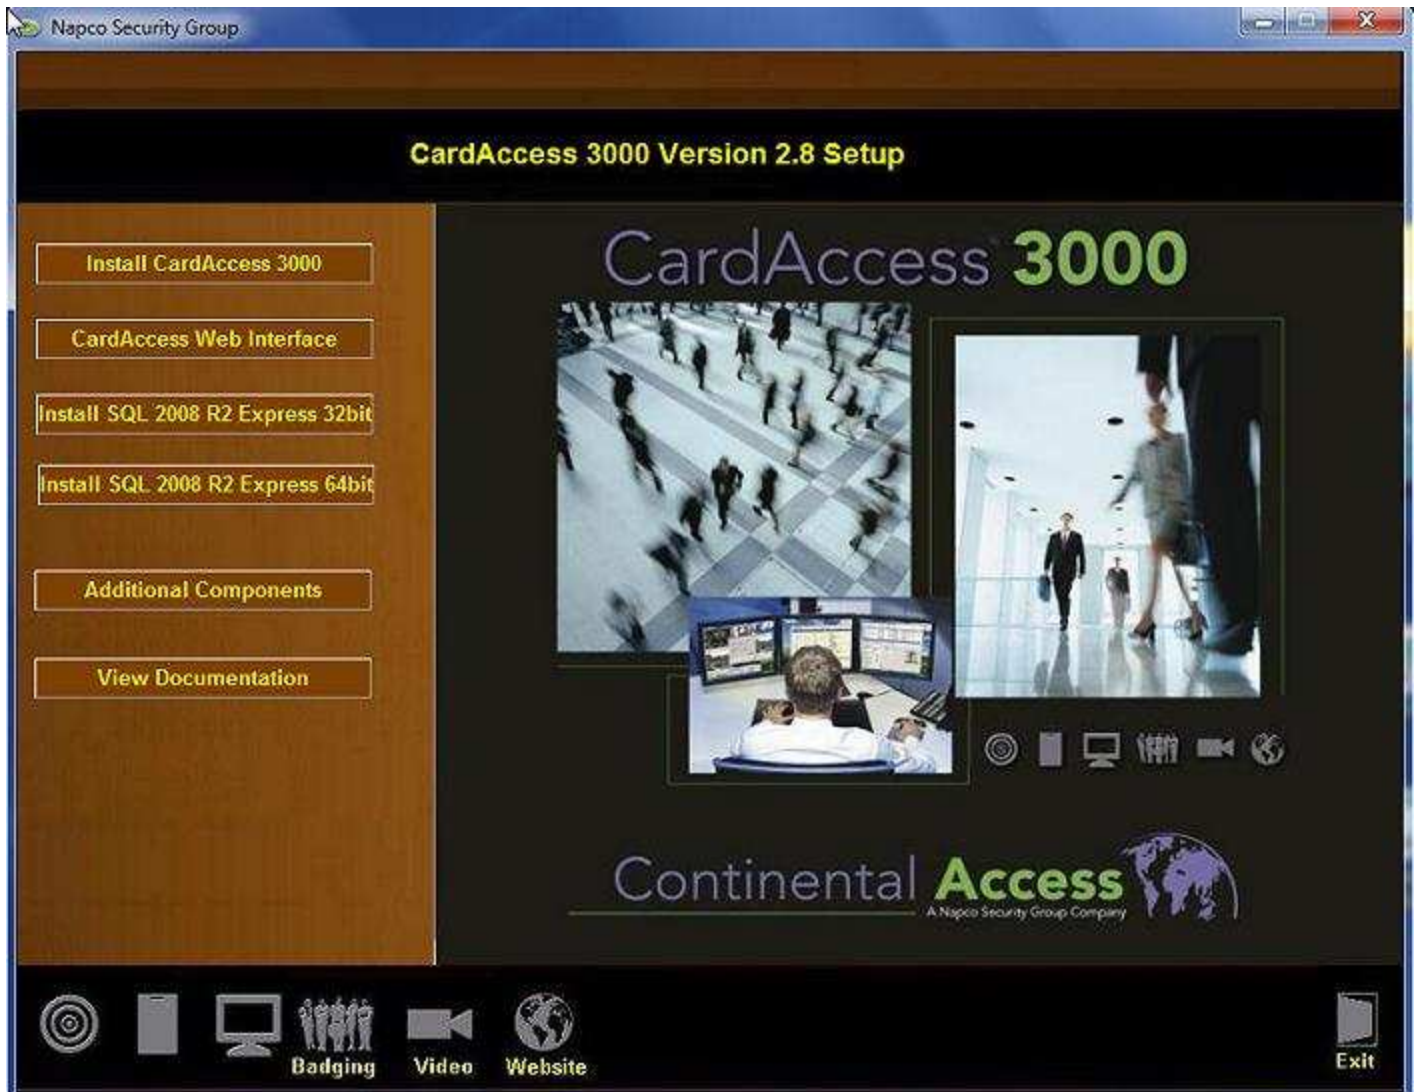 Napco Security Group
CardAccess 3000 Version 2.8 Setup
Install CardAccess 3000
CardAccess Web Interface
Install SQL 2008 R2 Express 32bit
Install SQL 2008 R2 Express 64bit
Additional Components
View Documentation
CardAccess™ 3000
Continental Access
A Napco Security Group Company
Badging
Video
Website
Exit